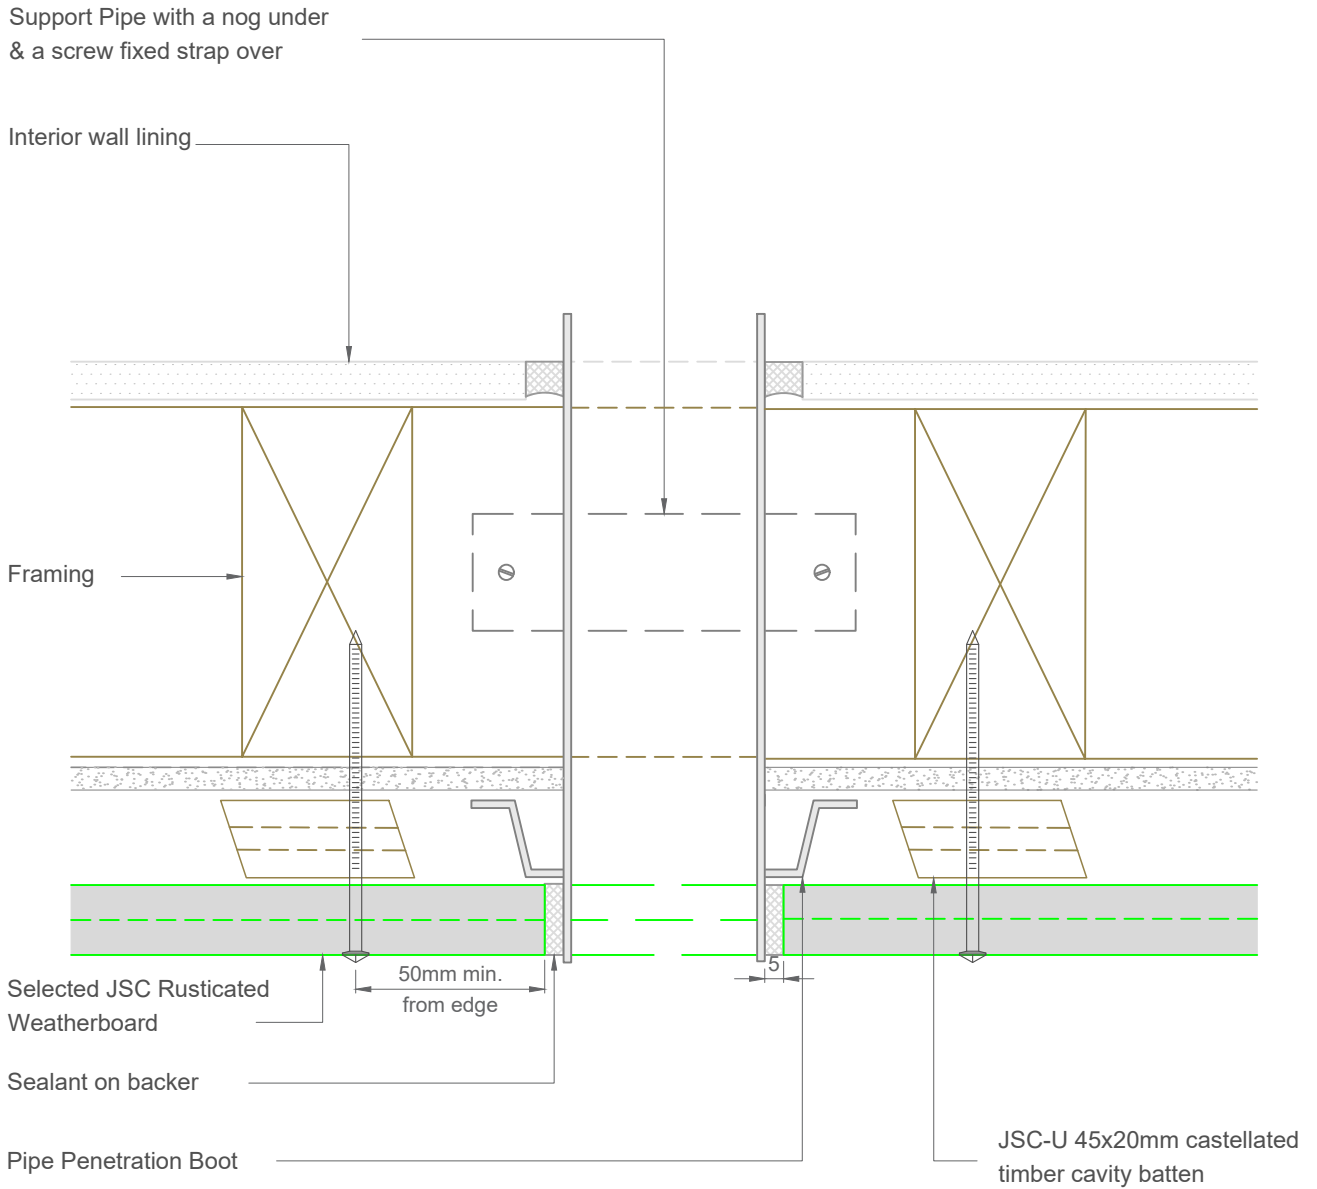 Support Pipe with a nog under
& a screw fixed strap over
Interior wall lining
Framing
50mm min.
from edge
5
Selected JSC Rusticated
Weatherboard
Sealant on backer
Pipe Penetration Boot
JSC-U 45x20mm castellated
timber cavity batten